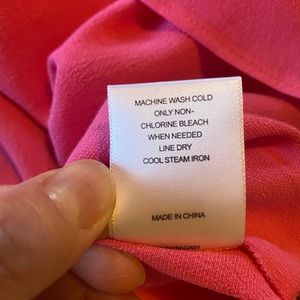 MACHINE WASH COLD
ONLY NON-
CHLORINE BLEACH
WHEN NEEDED
LINE DRY
COOL STEAM IRON
MADE IN CHINA